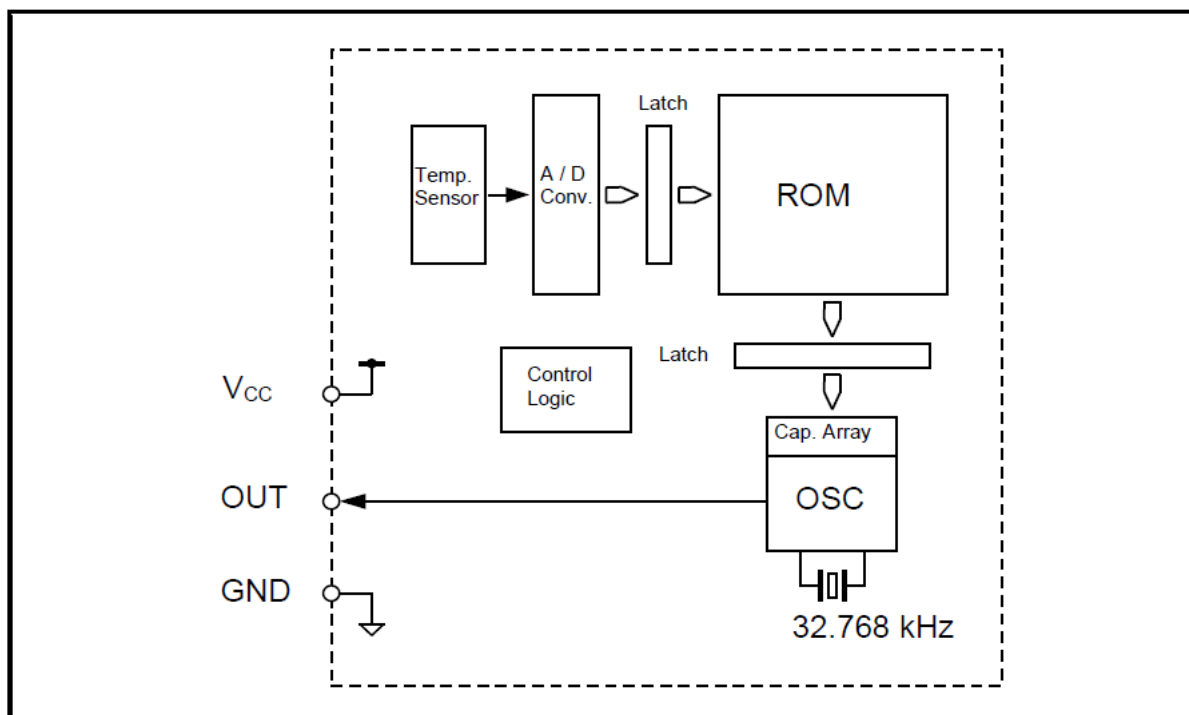 Latch
Temp.
Sensor
A / D
Conv.
ROM
Latch
Control
Logic
VCC
Cap. Array
OUT
OSC
GND
32.768 kHz